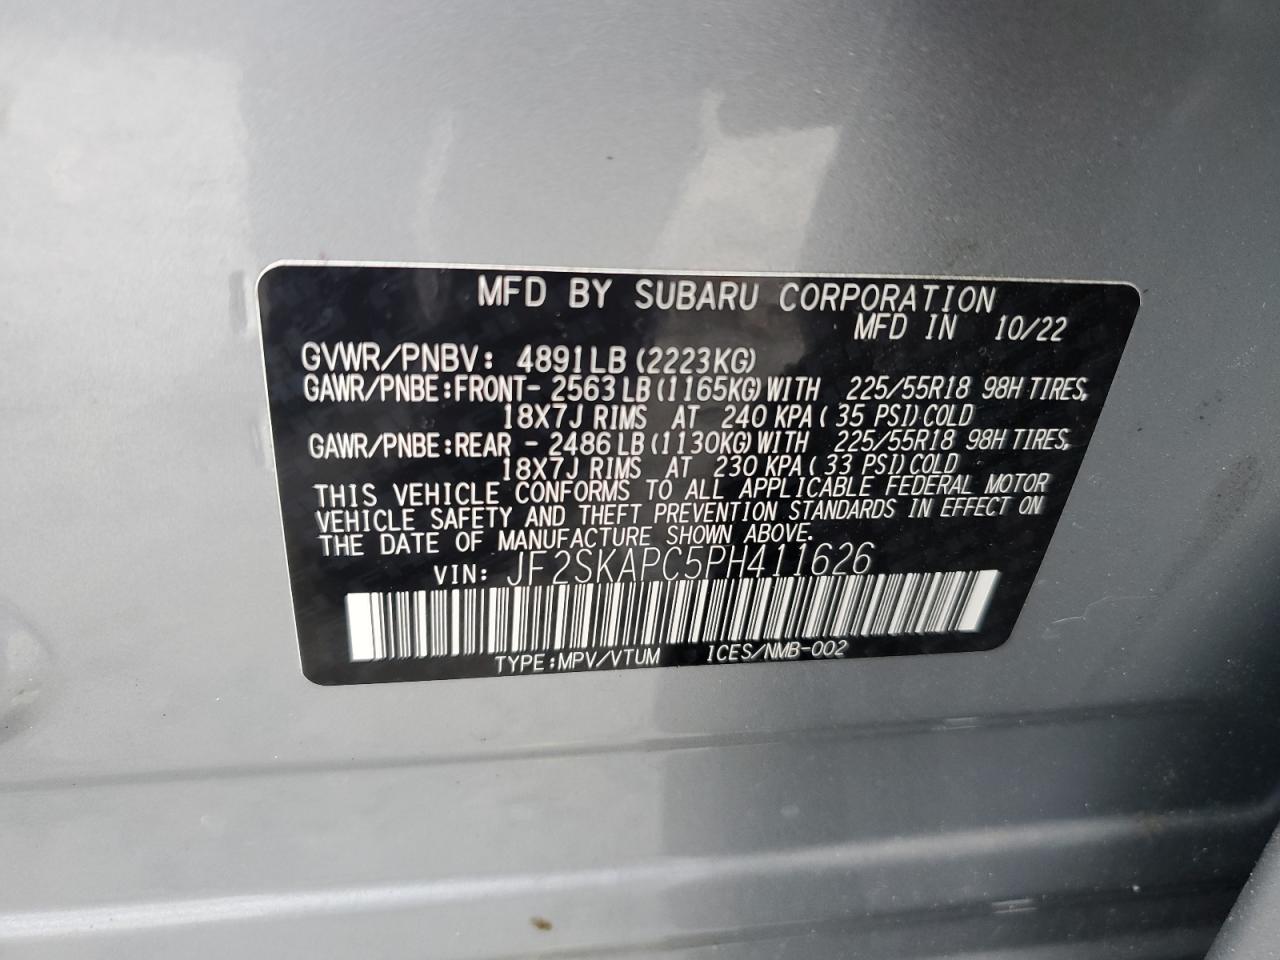 MFD BY SUBARU CORPORATION
MFD IN 10/22
GVWR/PNBV: 4891LB (2223KG)
GAWR/PNBE:FRONT- 2563LB (1165KG) WITH 225/55R18 98H TIRES,
18X7J RIMS AT 240 KPA ( 35 PSI) COLD
GAWR/PNBE:REAR - 2486LB (1130KG) WITH 225/55R18 98H TIRES,
18X7J RIMS AT 230 KPA ( 33 PSI) COLD
THIS VEHICLE CONFORMS TO ALL APPLICABLE FEDERAL MOTOR
VEHICLE SAFETY AND THEFT PREVENTION STANDARDS IN EFFECT ON
THE DATE OF MANUFACTURE SHOWN ABOVE.
VIN: JF2SKAPC5PH411626
TYPE:MPV/VTUM ICES/NMB-002